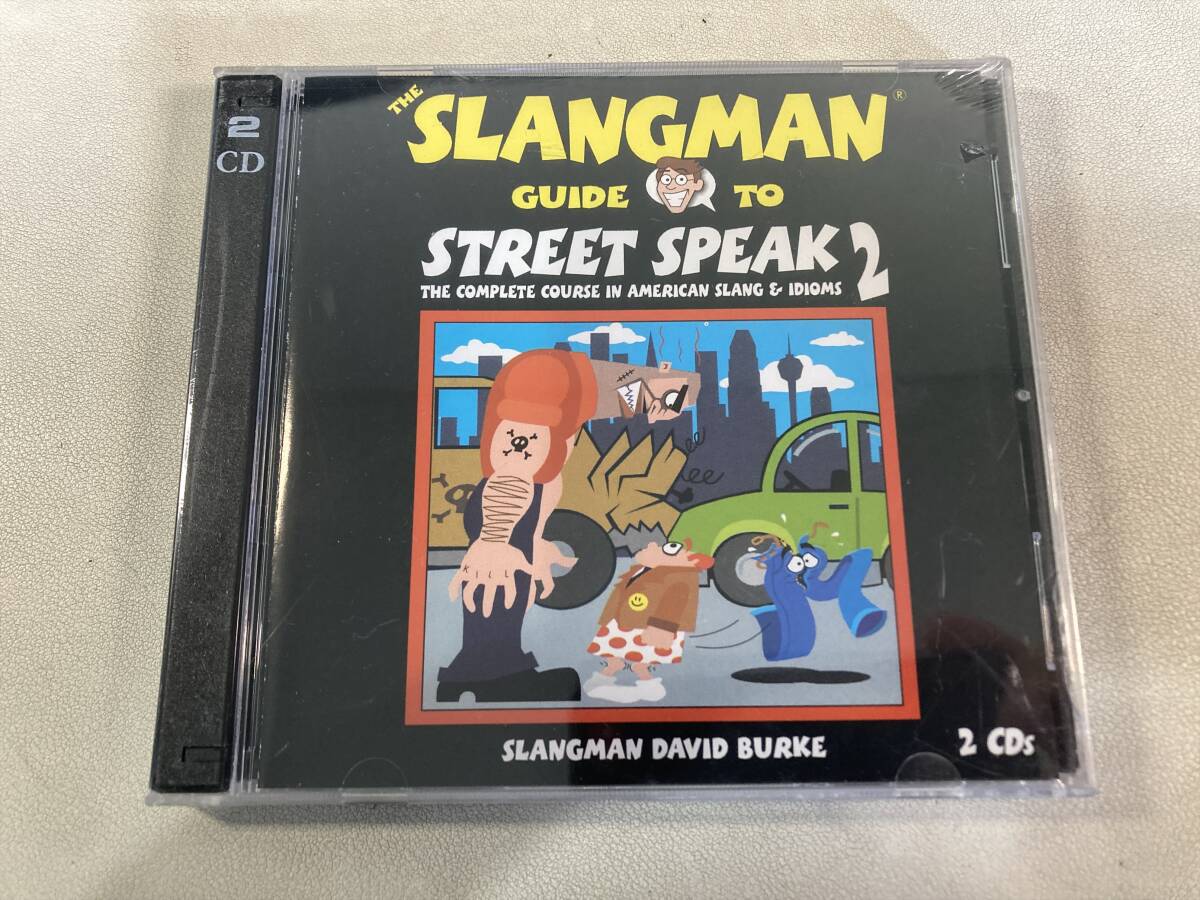 2
CD
THE
SLANGMAN®
GUIDE TO
STREET SPEAK 2
THE COMPLETE COURSE IN AMERICAN SLANG & IDIOMS
SLANGMAN DAVID BURKE
2 CDs